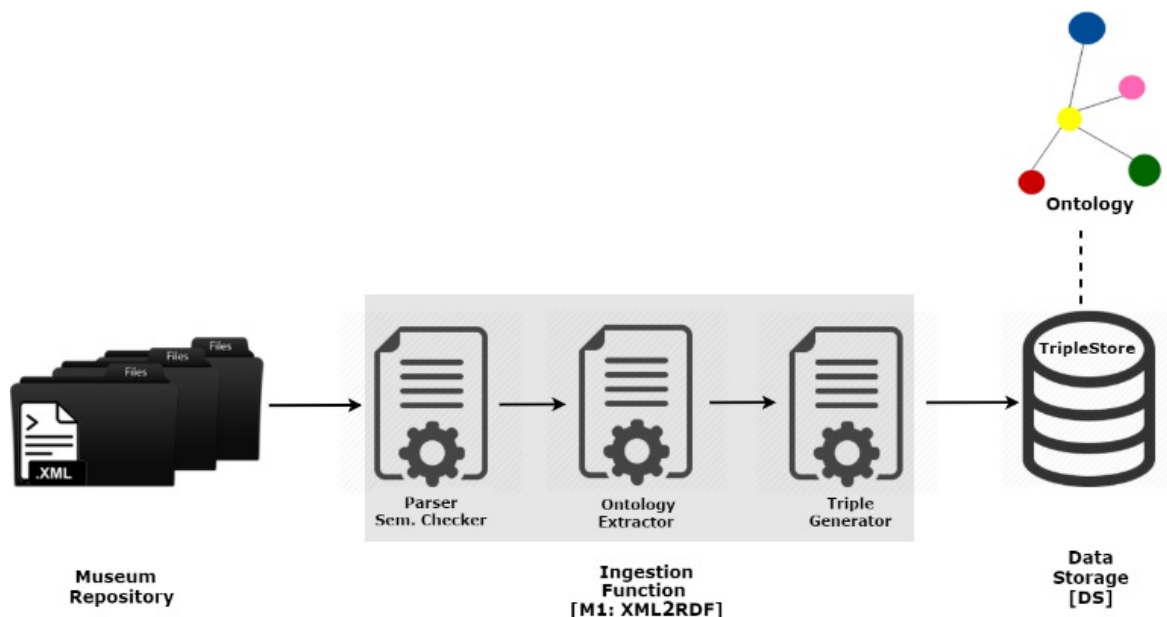 Ontology
Files
Files
Files
>
.XML
TripleStore
Parser
Sem. Checker
Ontology
Extractor
Triple
Generator
Museum
Repository
Ingestion
Function
[M1: XML2RDF]
Data
Storage
[DS]